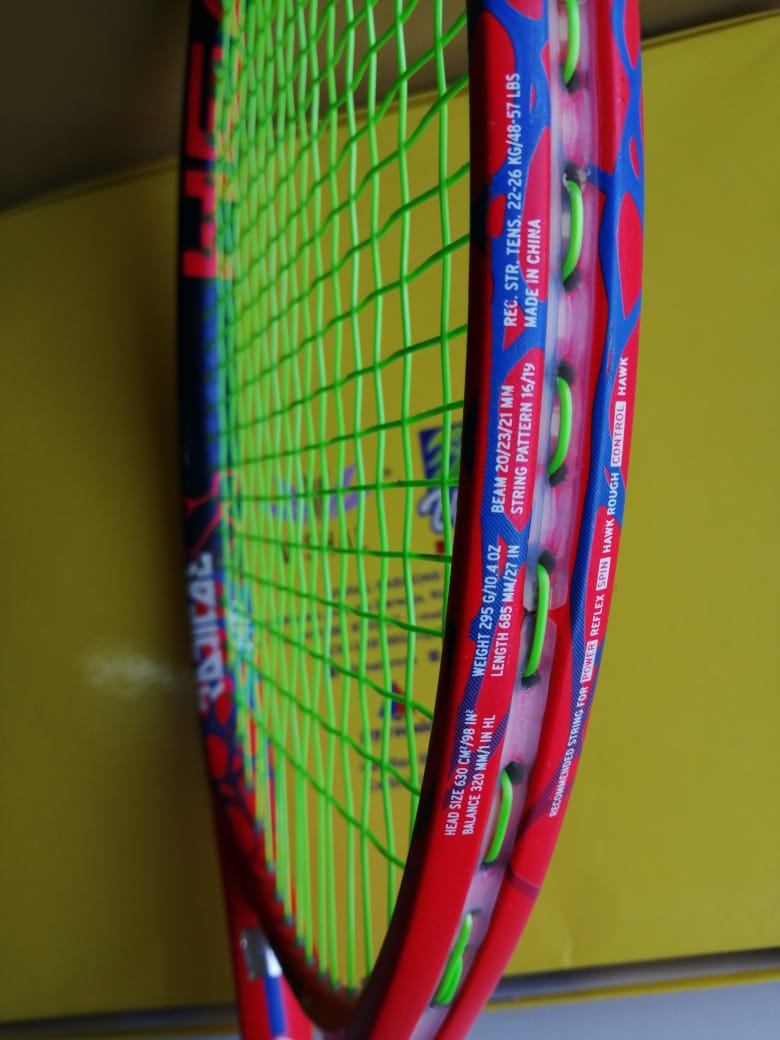 REC. STR. TENS. 22-26 KG/48-57 LBS
MADE IN CHINA
BEAM 20/23/21 MM
STRING PATTERN 16/19
WEIGHT 295 G/10.4 OZ
LENGTH 685 MM/27 IN
HEAD SIZE 630 CM²/98 IN²
BALANCE 320 MM/1 IN HL
RECOMMENDED STRING FOR POWER REFLEX SPIN HAWK ROUGH CONTROL HAWK
RADICAL